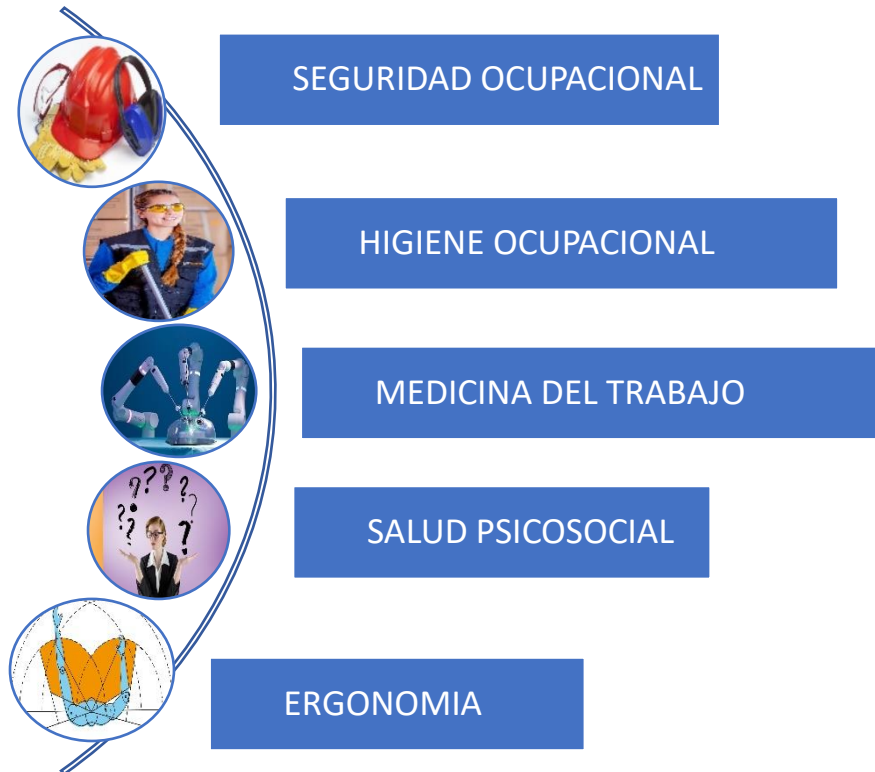 SEGURIDAD OCUPACIONAL
HIGIENE OCUPACIONAL
MEDICINA DEL TRABAJO
SALUD PSICOSOCIAL
ERGONOMIA